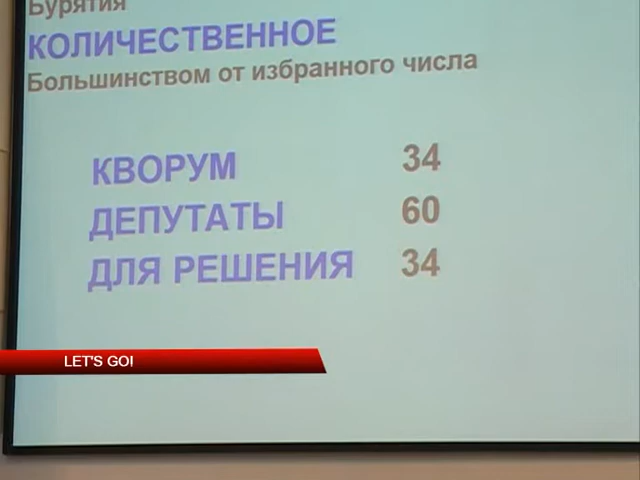 Бурятия
КОЛИЧЕСТВЕННОЕ
Большинством от избранного числа
КВОРУМ 34
ДЕПУТАТЫ 60
ДЛЯ РЕШЕНИЯ 34
LET'S GO!